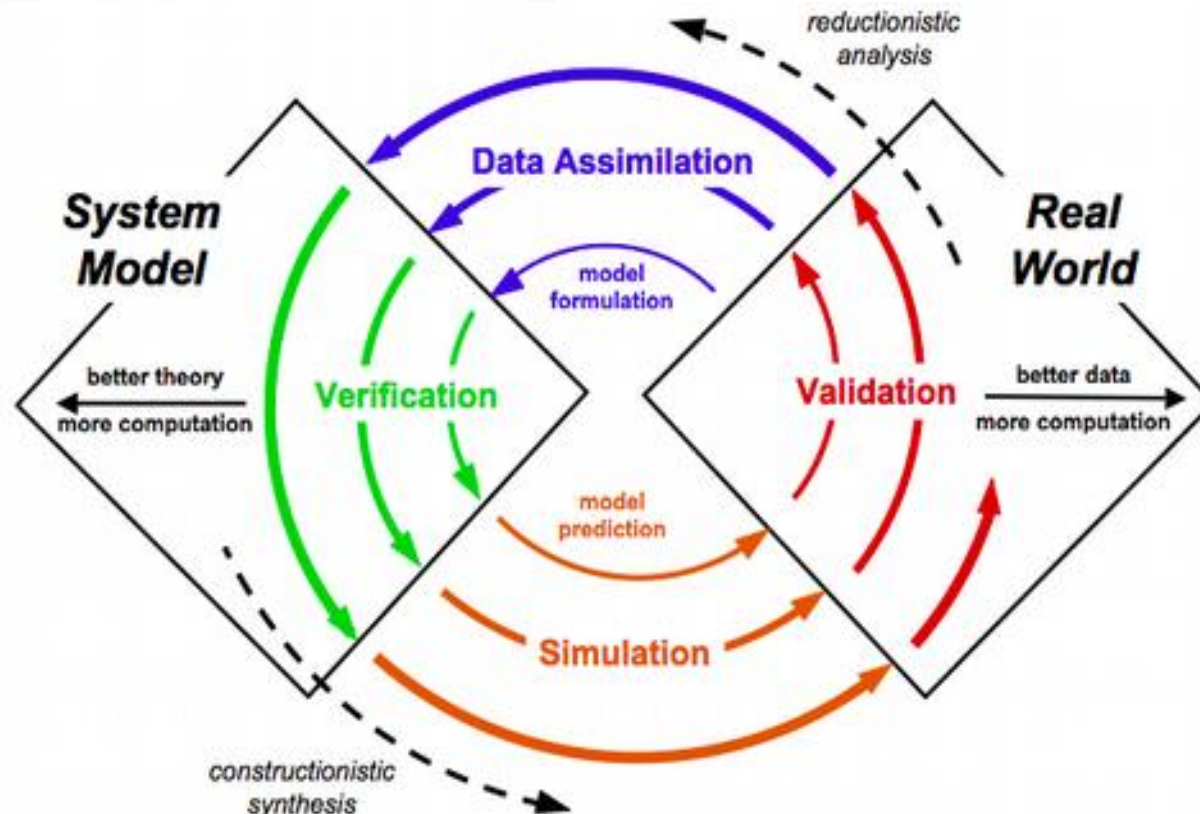 reductionistic
analysis
Data Assimilation
System
Model
Real
World
model
formulation
better theory
more computation
Verification
Validation
better data
more computation
model
prediction
Simulation
constructionistic
synthesis